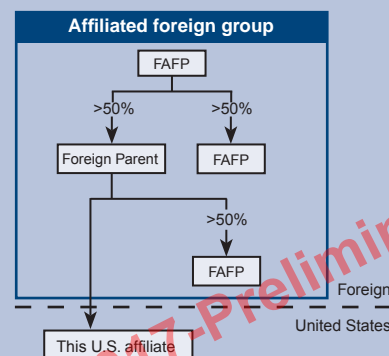 Affiliated foreign group
FAFP
>50% >50%
Foreign Parent FAFP
>50%
FAFP
Foreign
United States
This U.S. affiliate